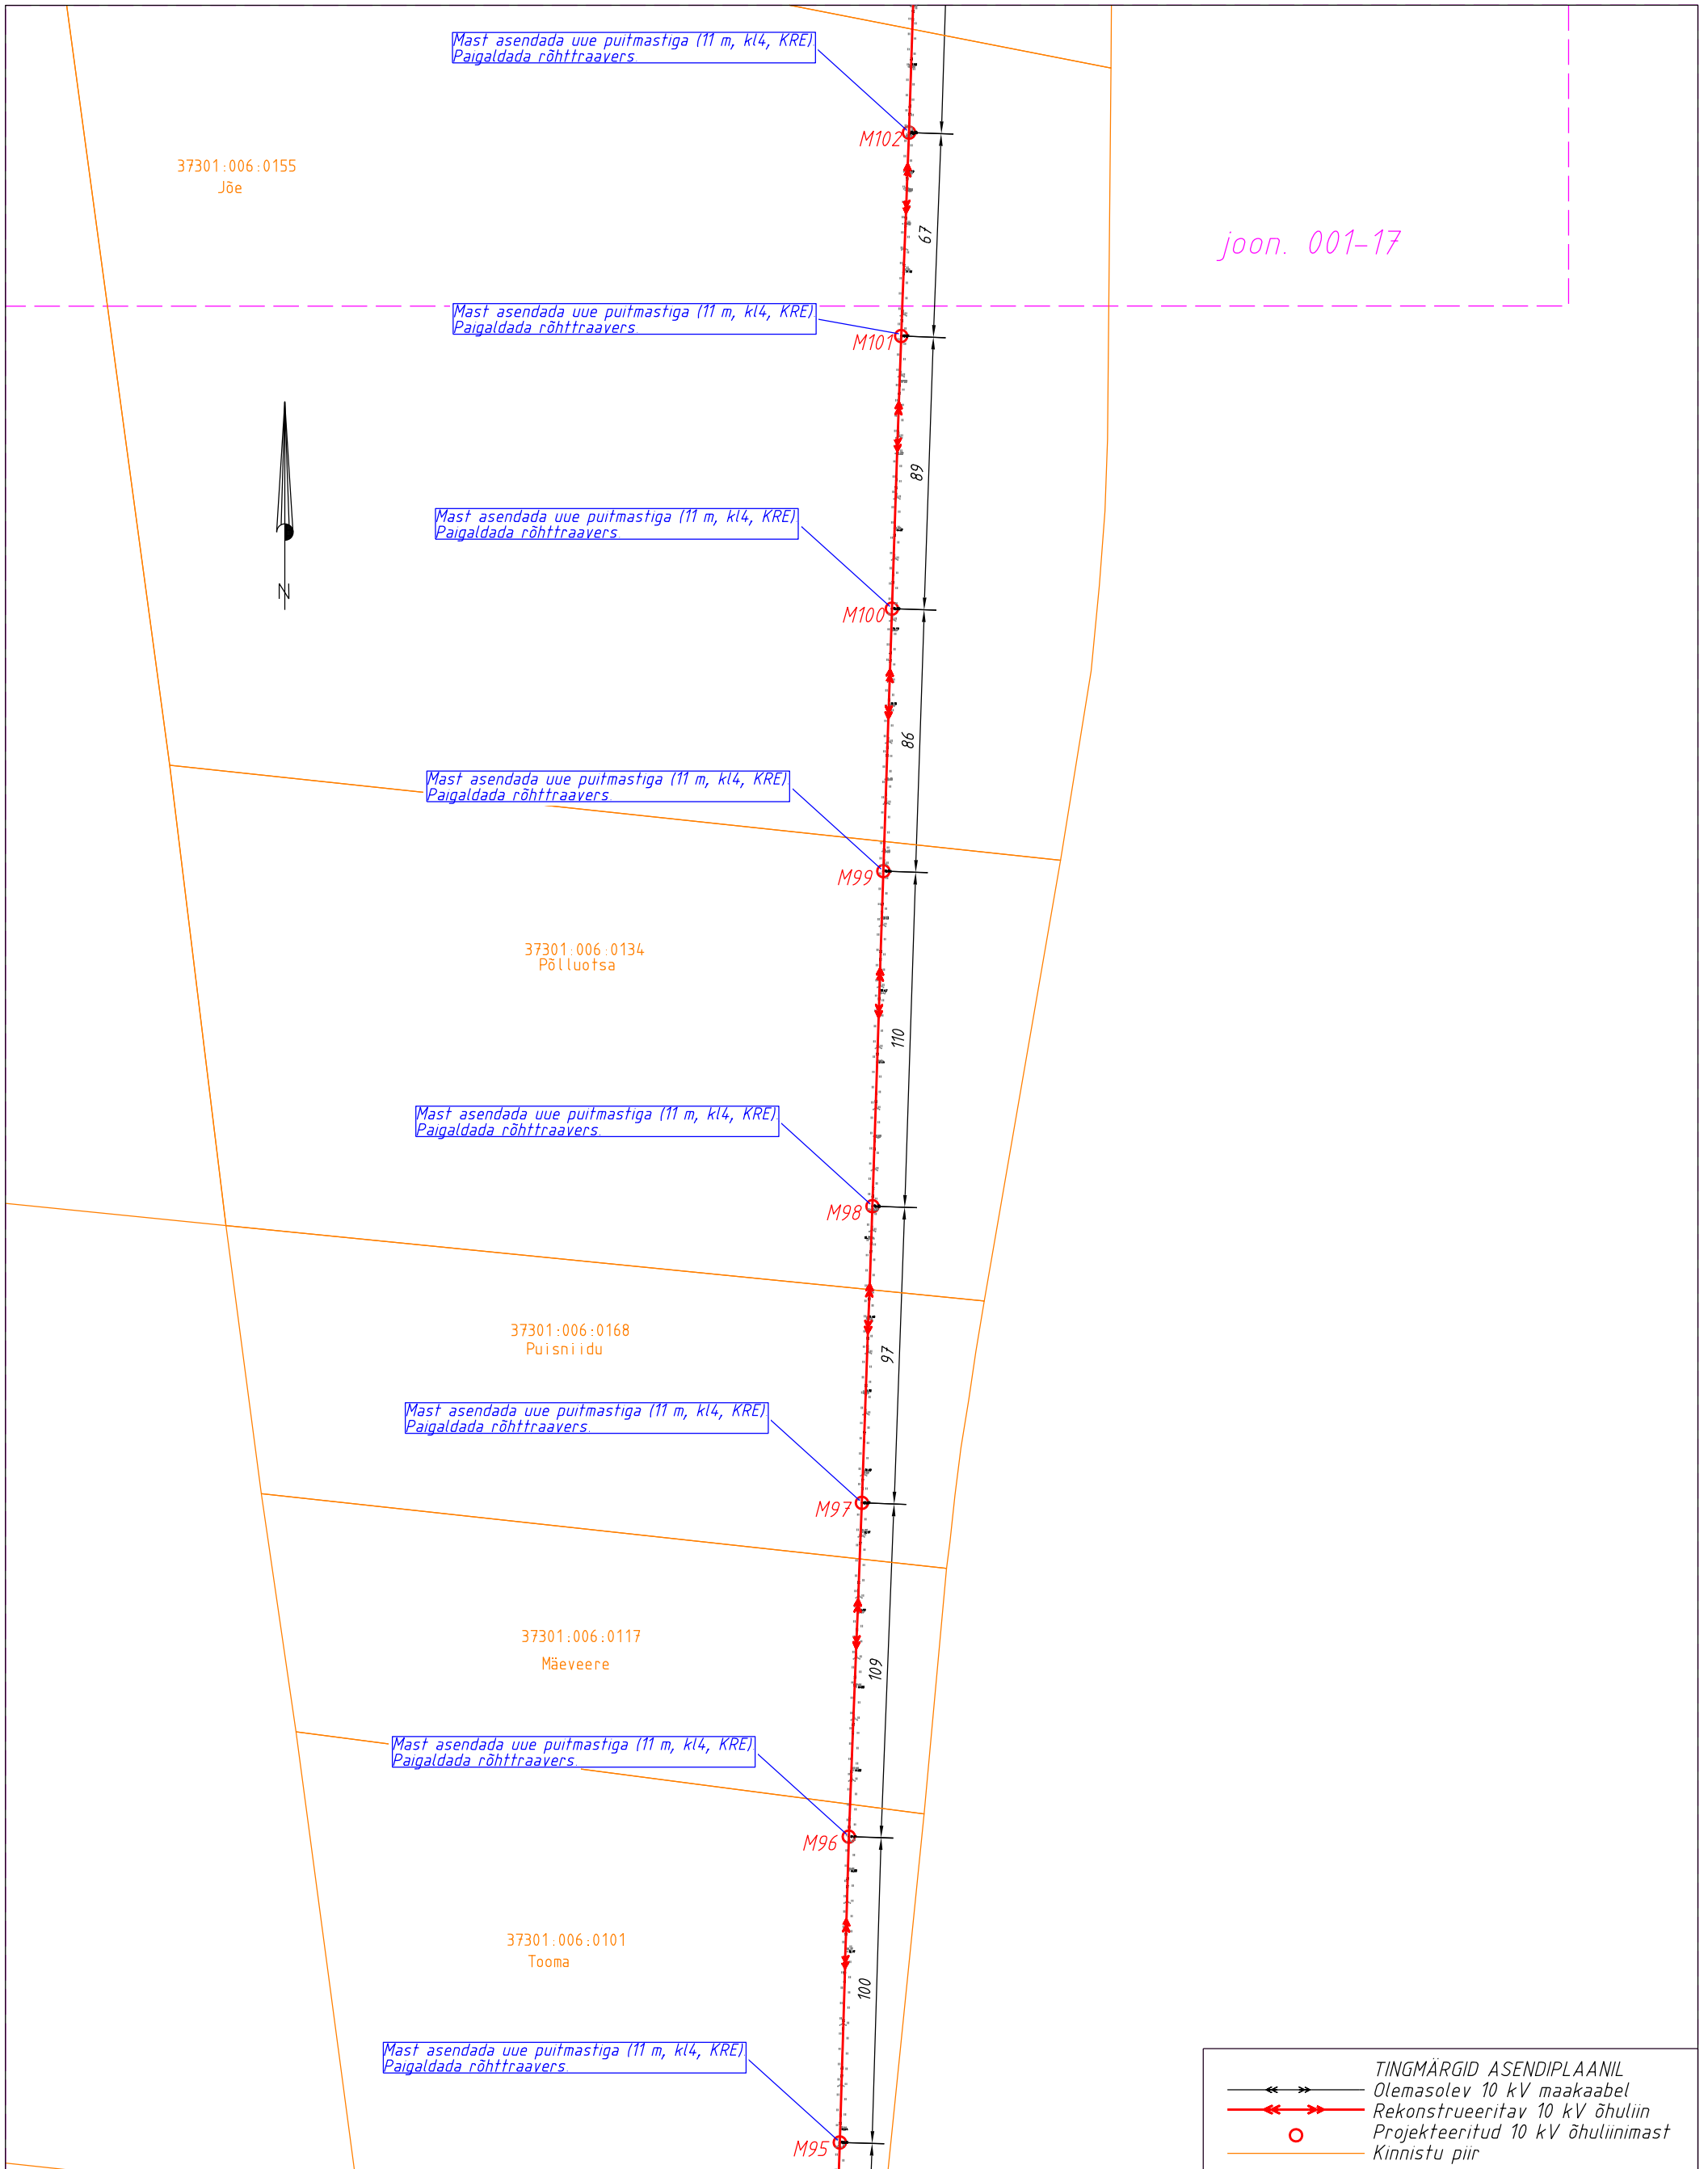 Mast asendada uue puitmastiga (11 m, kl4, KRE).
Paigaldada rõhttraavers.
M102
37301:006:0155
Jõe
67
joon. 001-17
Mast asendada uue puitmastiga (11 m, kl4, KRE).
Paigaldada rõhttraavers.
M101
89
Mast asendada uue puitmastiga (11 m, kl4, KRE).
Paigaldada rõhttraavers.
N
M100
86
Mast asendada uue puitmastiga (11 m, kl4, KRE).
Paigaldada rõhttraavers.
M99
37301:006:0134
Põlluotsa
110
Mast asendada uue puitmastiga (11 m, kl4, KRE).
Paigaldada rõhttraavers.
M98
37301:006:0168
Puisniidu
97
Mast asendada uue puitmastiga (11 m, kl4, KRE).
Paigaldada rõhttraavers.
M97
37301:006:0117
Mäeveere
109
Mast asendada uue puitmastiga (11 m, kl4, KRE).
Paigaldada rõhttraavers.
M96
37301:006:0101
Tooma
100
Mast asendada uue puitmastiga (11 m, kl4, KRE).
Paigaldada rõhttraavers.
M95
TINGMÄRGID ASENDIPLAANIL
Olemasolev 10 kV maakaabel
Rekonstrueeritav 10 kV õhuliin
Projekteeritud 10 kV õhuliinimast
Kinnistu piir